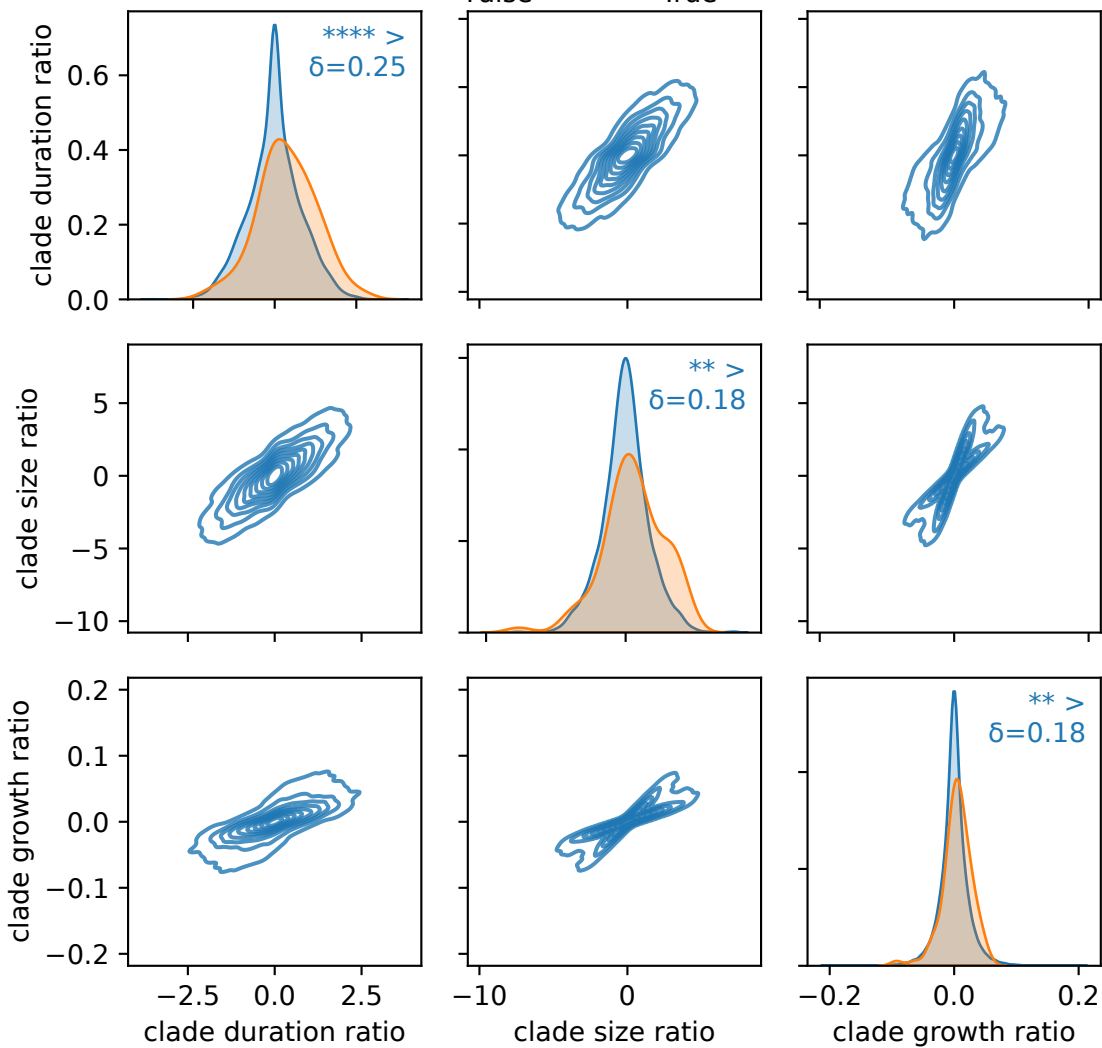 clade duration ratio
0.6
0.4
0.2
0.0
**** >
δ=0.25
clade size ratio
5
0
−5
−10
** >
δ=0.18
clade growth ratio
0.2
0.1
0.0
−0.1
−0.2
** >
δ=0.18
−2.5 0.0 2.5
−10 0
−0.2 0.0 0.2
clade duration ratio
clade size ratio
clade growth ratio